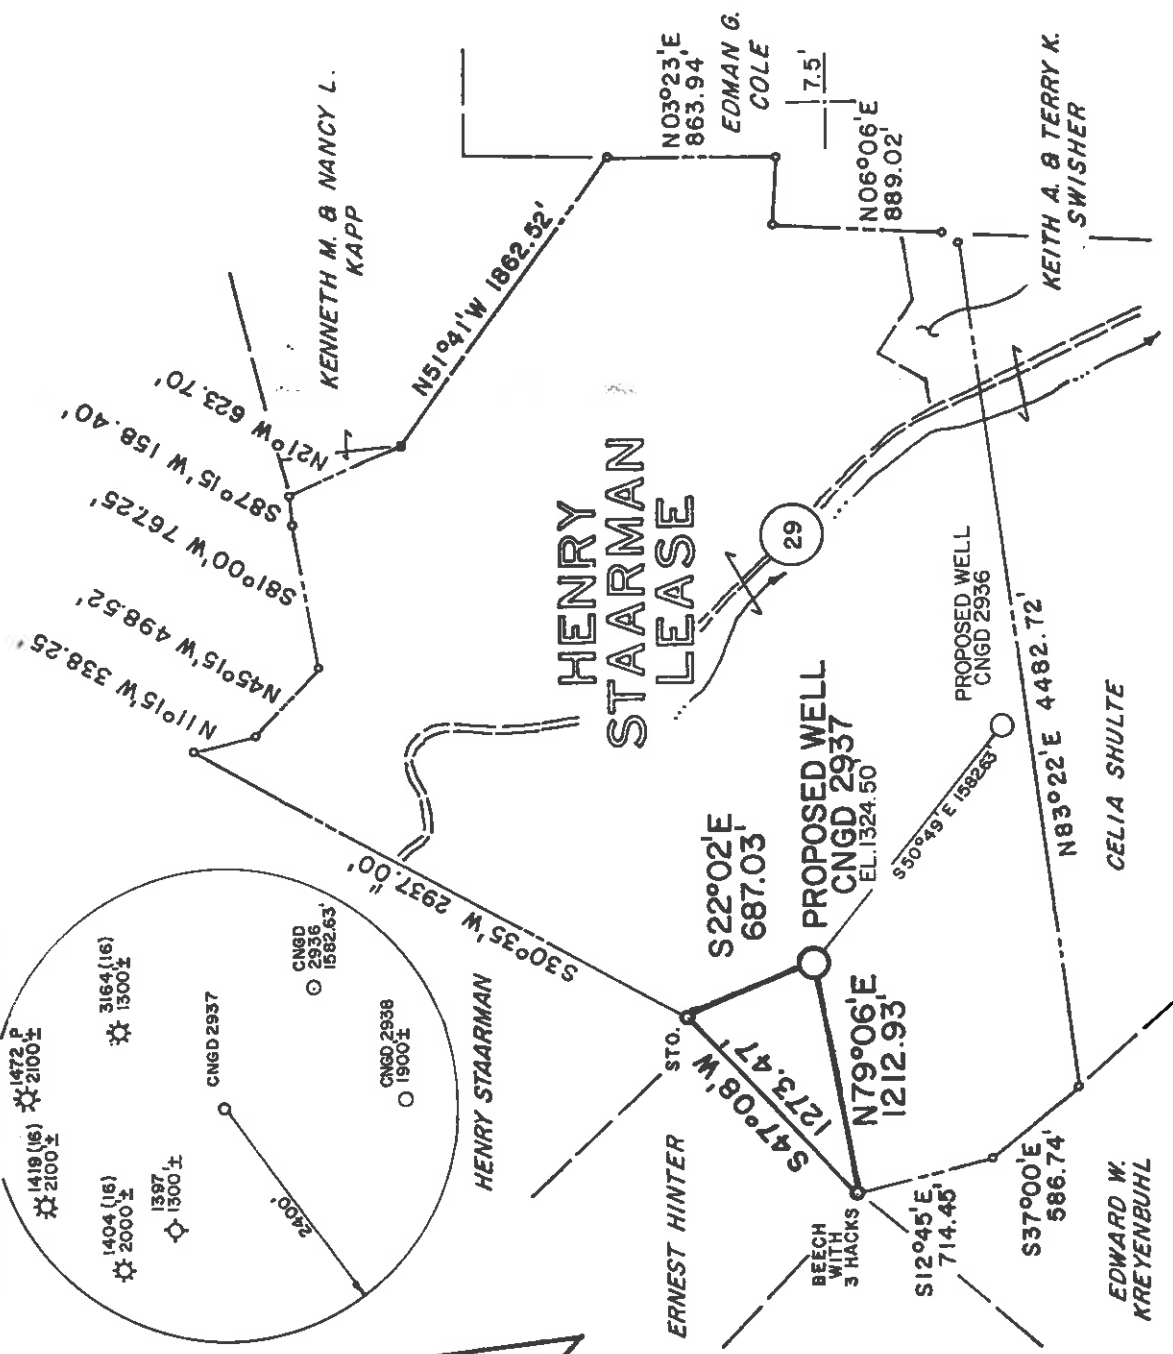 N03°23'E
863.94'
EDMAN G.
COLE
7.5'
N06°06'E
889.02'
KEITH A. & TERRY K.
SWISHER
KENNETH M. & NANCY L.
KAPP
N51°41'W 1862.52'
N21°W 623.70'
S87°15'W 158.40'
S81°00'W 767.25'
N45°15'W 498.52'
N11°15'W 338.25
HENRY
STAARMAN
LEASE
29
PROPOSED WELL
CNGD 2936
S50°49'E 1582.63'
N83°22'E 4482.72'
CELIA SHULTE
S30°35' W 2937.00'
S22°02'E
687.03'
PROPOSED WELL
CNGD 2937
EL.1324.50'
N79°06'E
1212.93'
S47°08'W
1273.47'
STO.
BEECH
WITH
3 HACKS
S12°45'E
714.45'
S37°00'E
586.74'
EDWARD W.
KREYENBUHL
ERNEST HINTER
HENRY STAARMAN
1472 P
2100'±
1419 (16)
2100'±
3164 (16)
1300'±
1404 (16)
2000'±
1397
1300'±
CNGD 2937
CNGD
2936
1582.63'
CNGD 2938
1900'±
2400'